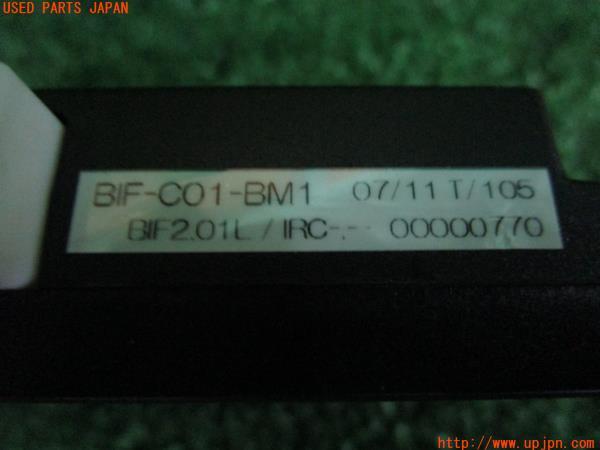 USED PARTS JAPAN
BIF-C01-BM1 07/11 T/105
BIF2.01L / IRC-.-- 00000770
http://www.upjpn.com/